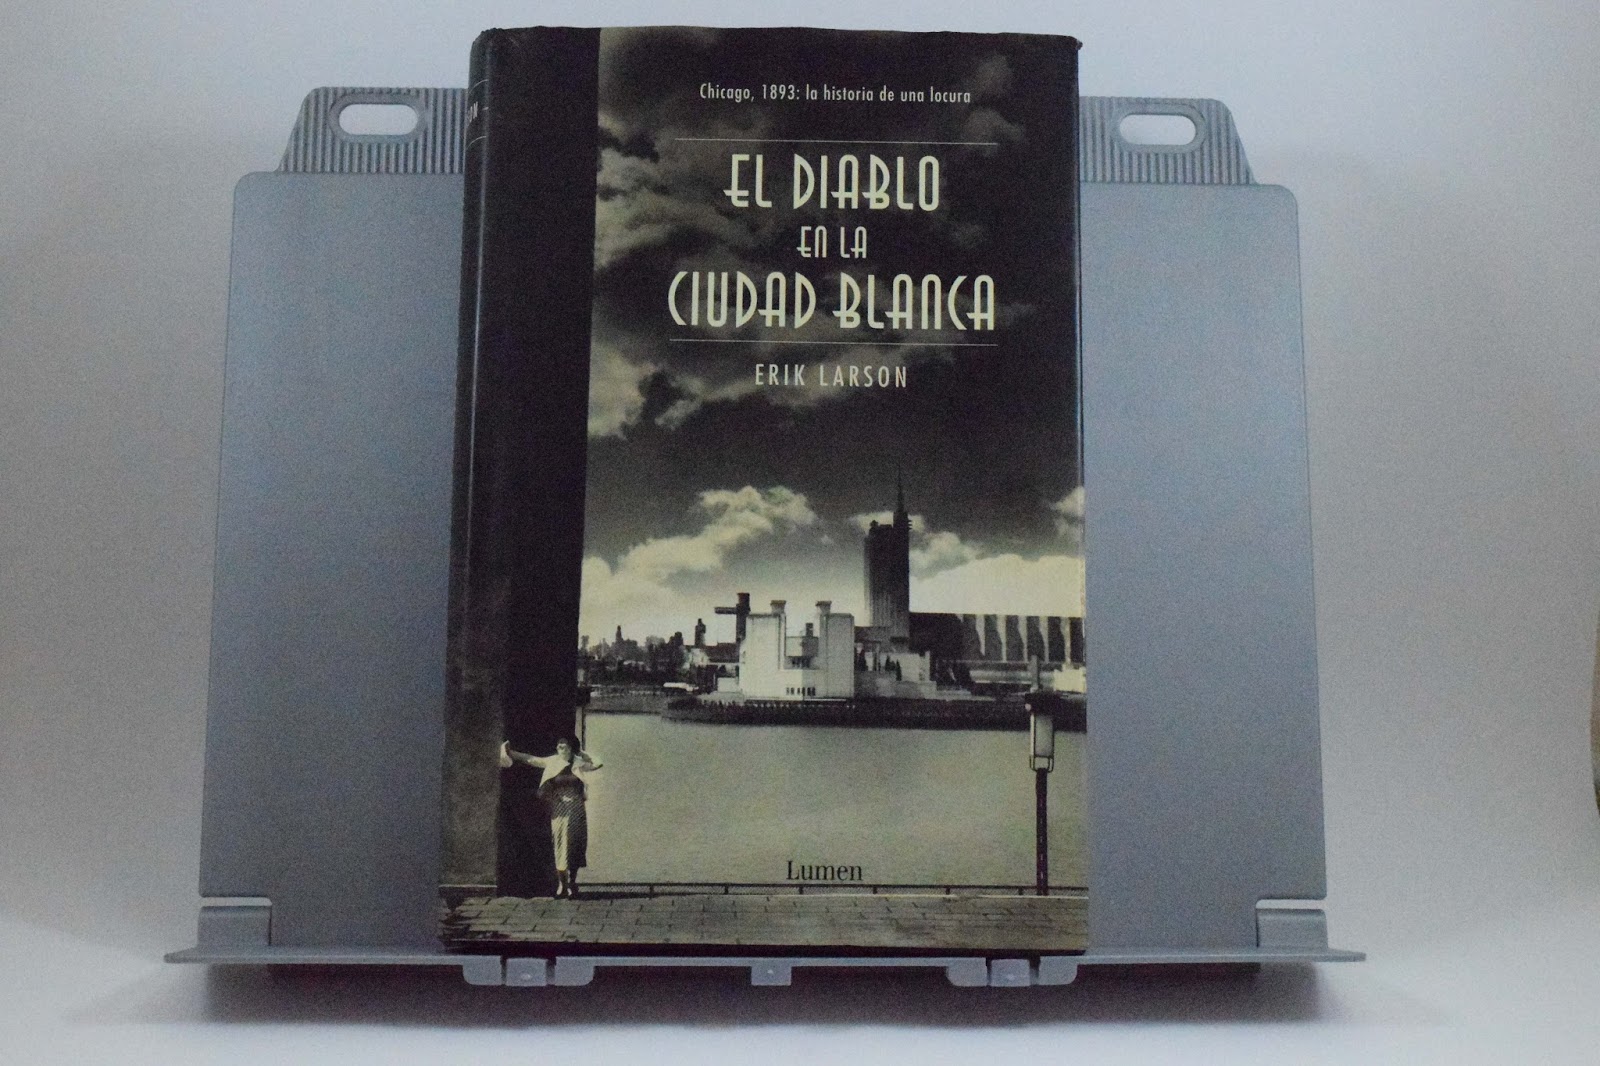 Chicago, 1893: la historia de una locura
EL DIABLO
EN LA
CIUDAD BLANCA
ERIK LARSON
Lumen